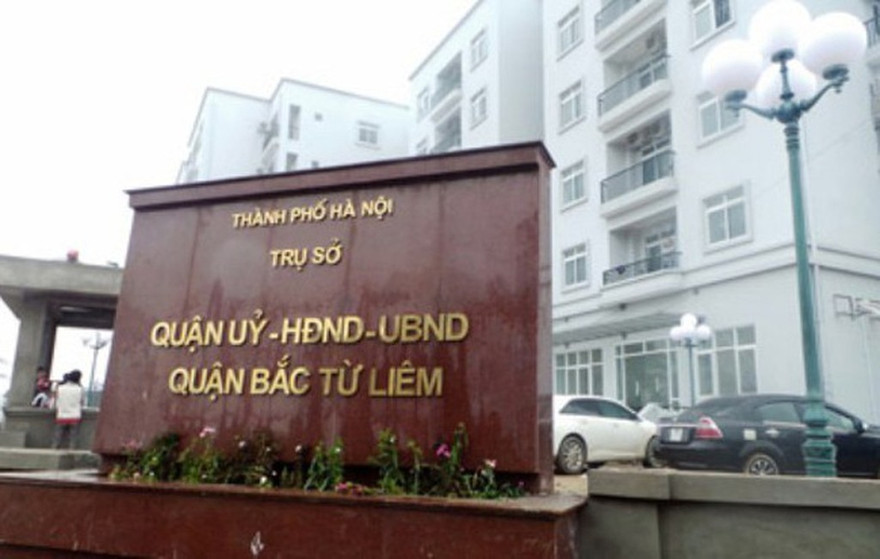 THÀNH PHỐ HÀ NỘI
TRỤ SỞ
QUẬN UỶ-HĐND-UBND
QUẬN BẮC TỪ LIÊM